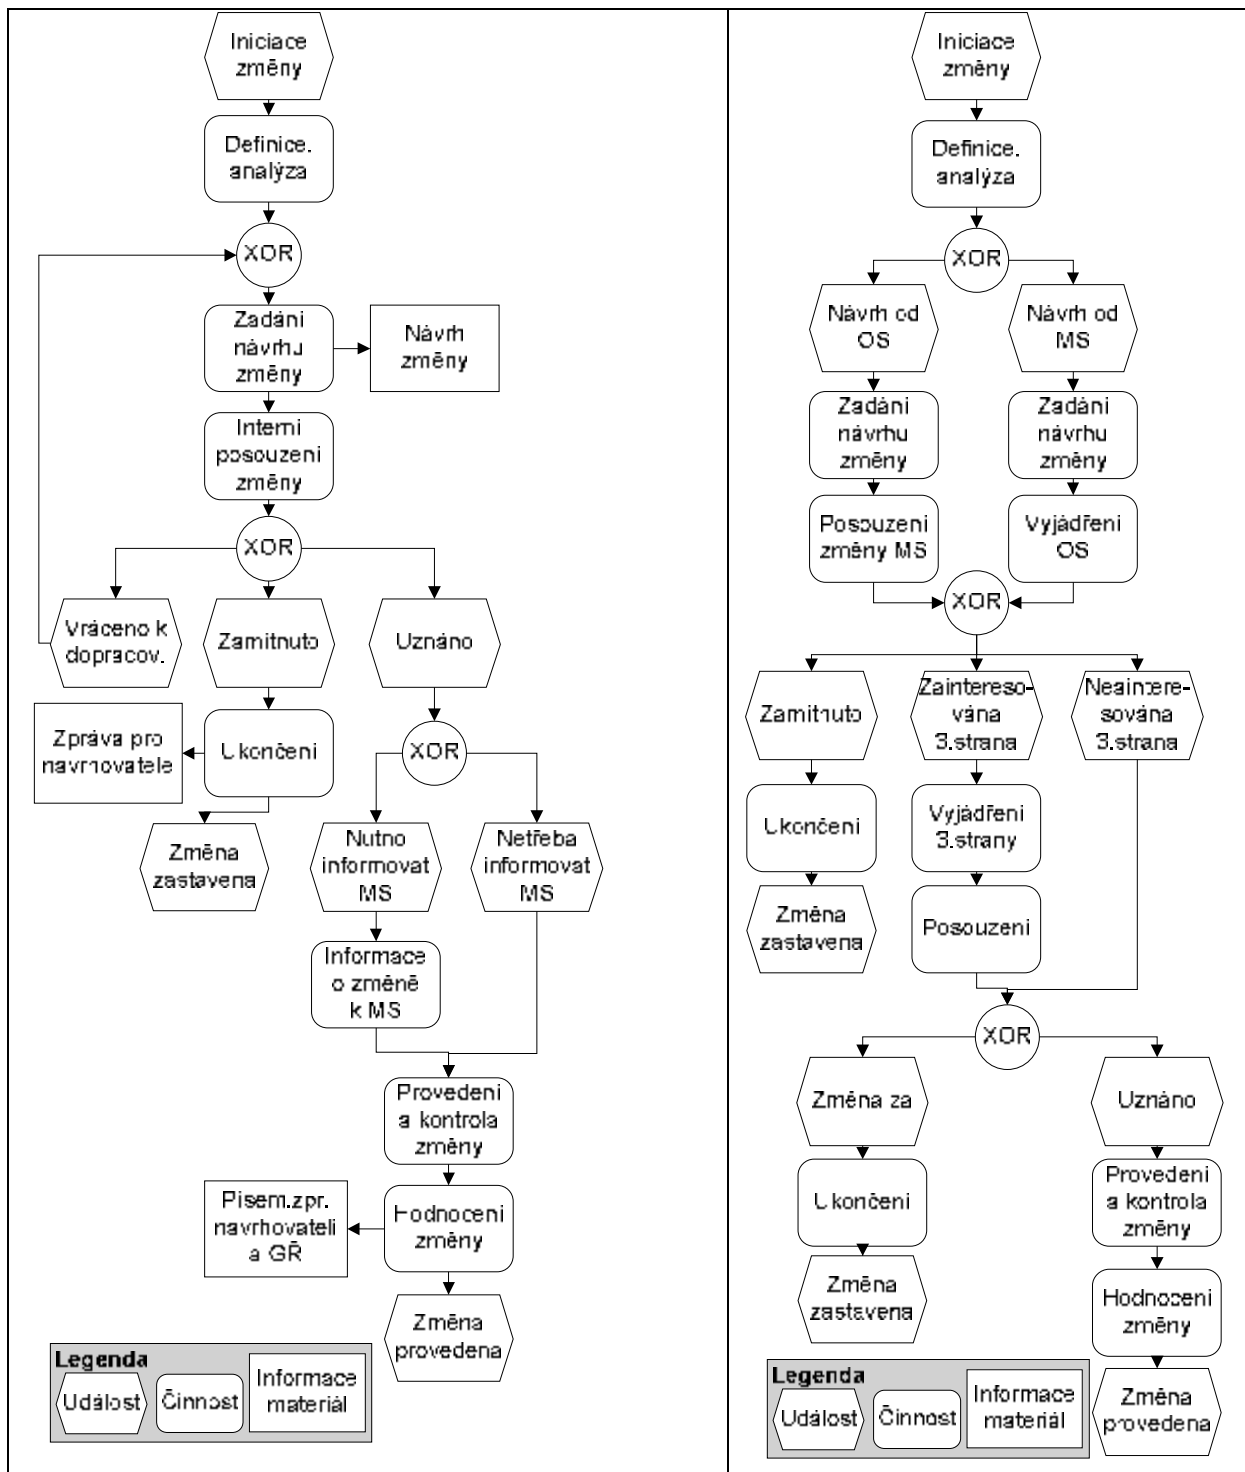 Iniciace
změny
Definice.
analýza
XOR
Zadání
návrhu
změny
Návrh
změny
Interní
posouzení
změny
XOR
Vráceno k
dopracov.
Zamítnuto
Uznáno
Zpráva pro
navrhovatele
Ukončení
XOR
Změna
zastavena
Nutno
informovat
MS
Netřeba
informovat
MS
Informace
o změně
k MS
Provedení
a kontrola
změny
Písem.zpr.
navrhovateli
a GŘ
Hodnocení
změny
Změna
provedena
Legenda
Událost
Činnost
Informace
materiál
Iniciace
změny
Definice.
analýza
XOR
Návrh od
OS
Návrh od
MS
Zadání
návrhu
změny
Zadání
návrhu
změny
Posouzení
změny MS
Vyjádření
OS
XOR
Zamítnuto
Zaintereso-
vána
3.strana
Neaintere-
sována
3.strana
Ukončení
Vyjádření
3.strany
Změna
zastavena
Posouzení
XOR
Změna za
Uznáno
Ukončení
Provedení
a kontrola
změny
Změna
zastavena
Hodnocení
změny
Legenda
Událost
Činnost
Informace
materiál
Změna
provedena